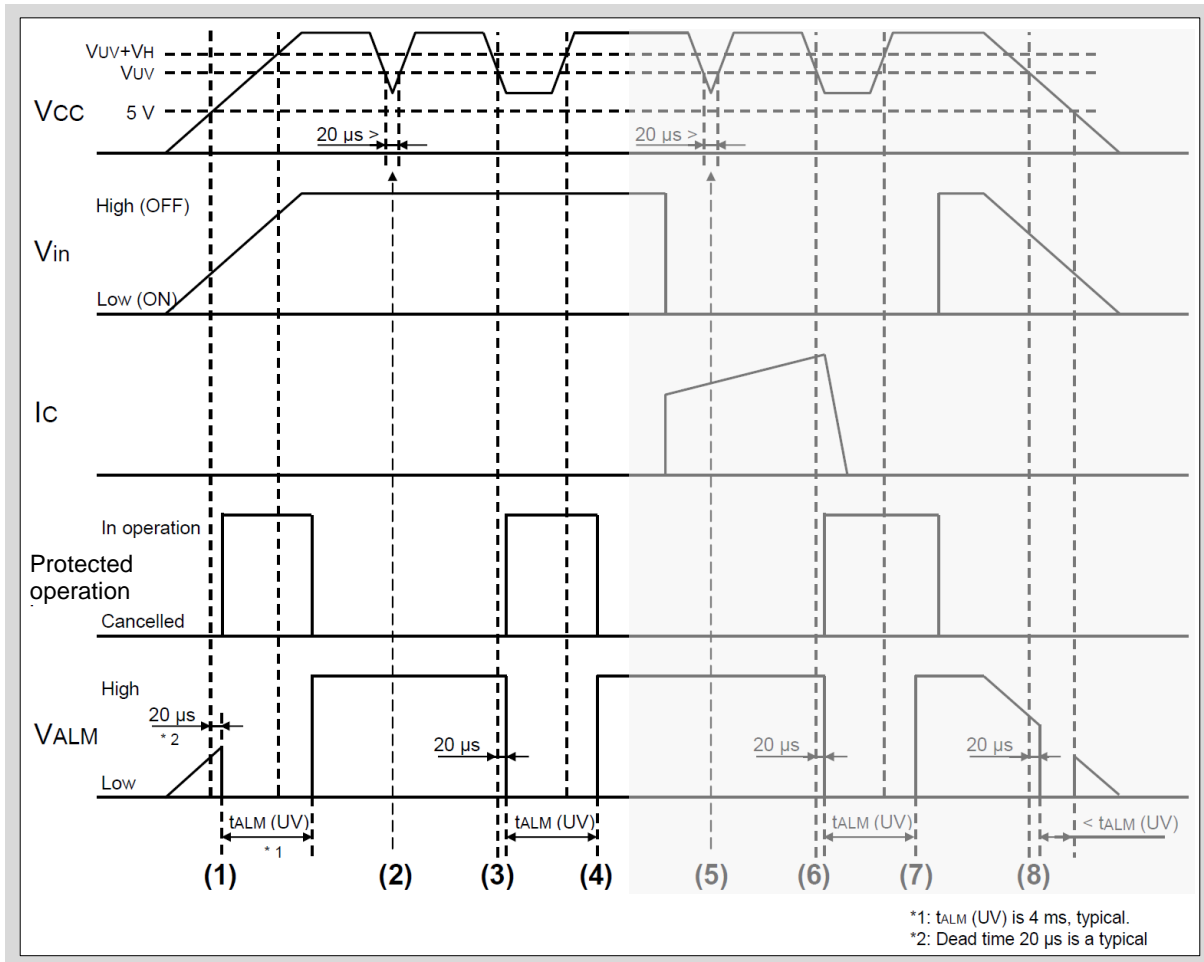 VUV+VH
VUV
VCC
5 V
20 µs >
20 µs >
High (OFF)
Vin
Low (ON)
IC
In operation
Protected
operation
Cancelled
High
20 µs
* 2
VALM
20 µs
20 µs
20 µs
Low
tALM (UV)
* 1
tALM (UV)
tALM (UV)
< tALM (UV)
(1)
(2)
(3)
(4)
(5)
(6)
(7)
(8)
*1: tALM (UV) is 4 ms, typical.
*2: Dead time 20 µs is a typical